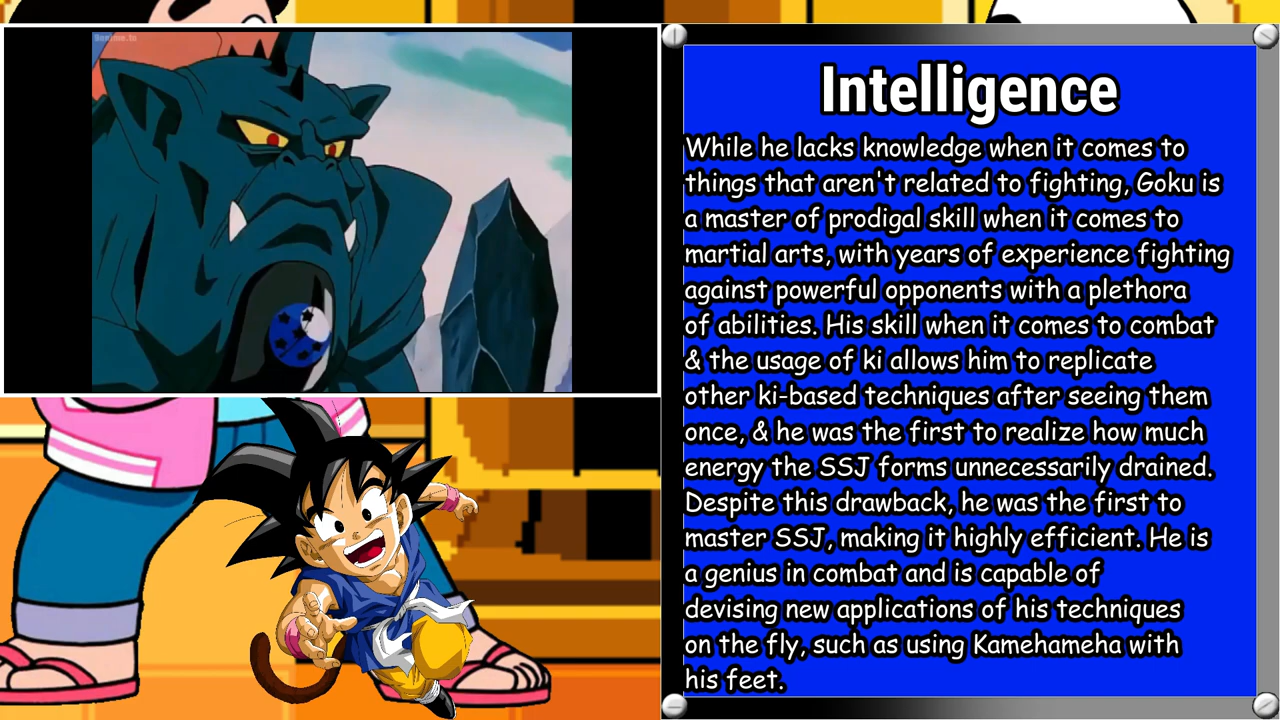 9anime.to
Intelligence
While he lacks knowledge when it comes to
things that aren't related to fighting, Goku is
a master of prodigal skill when it comes to
martial arts, with years of experience fighting
against powerful opponents with a plethora
of abilities. His skill when it comes to combat
& the usage of ki allows him to replicate
other ki-based techniques after seeing them
once, & he was the first to realize how much
energy the SSJ forms unnecessarily drained.
Despite this drawback, he was the first to
master SSJ, making it highly efficient. He is
a genius in combat and is capable of
devising new applications of his techniques
on the fly, such as using Kamehameha with
his feet.